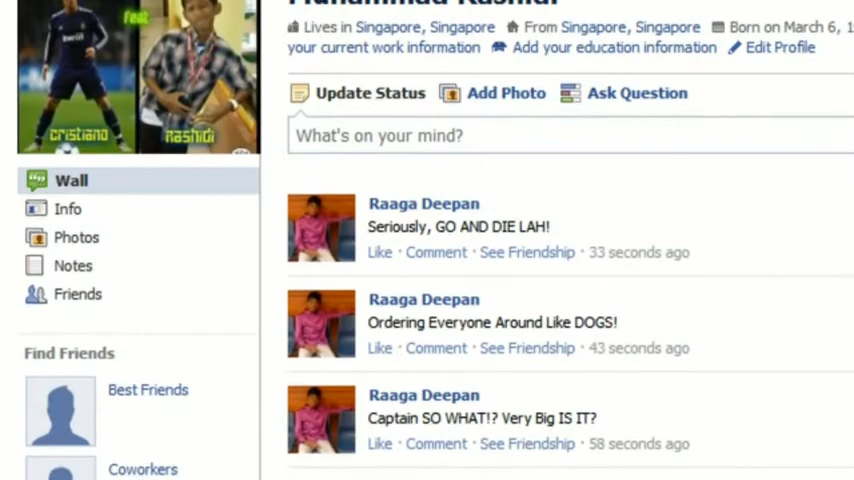 feat
CRISTIANO
RASHIDI
Lives in Singapore, Singapore From Singapore, Singapore Born on March 6, 1
your current work information Add your education information Edit Profile
Update Status Add Photo Ask Question
What's on your mind?
Wall
Info
Photos
Notes
Friends
Find Friends
Best Friends
Coworkers
Raaga Deepan
Seriously, GO AND DIE LAH!
Like · Comment · See Friendship · 33 seconds ago
Raaga Deepan
Ordering Everyone Around Like DOGS!
Like · Comment · See Friendship · 43 seconds ago
Raaga Deepan
Captain SO WHAT!? Very Big IS IT?
Like · Comment · See Friendship · 58 seconds ago